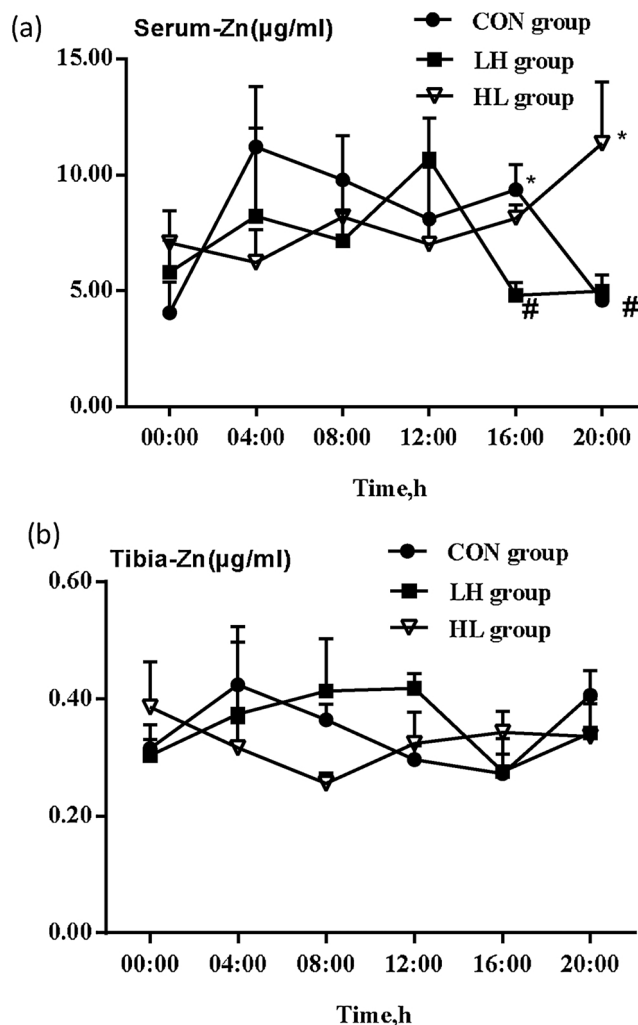 (a)
Serum-Zn(µg/ml)
CON group
LH group
HL group
15.00
10.00
5.00
0.00
*
*
#
#
00:00 04:00 08:00 12:00 16:00 20:00
Time,h
(b)
Tibia-Zn(µg/ml)
CON group
LH group
HL group
0.60
0.40
0.20
0.00
00:00 04:00 08:00 12:00 16:00 20:00
Time,h